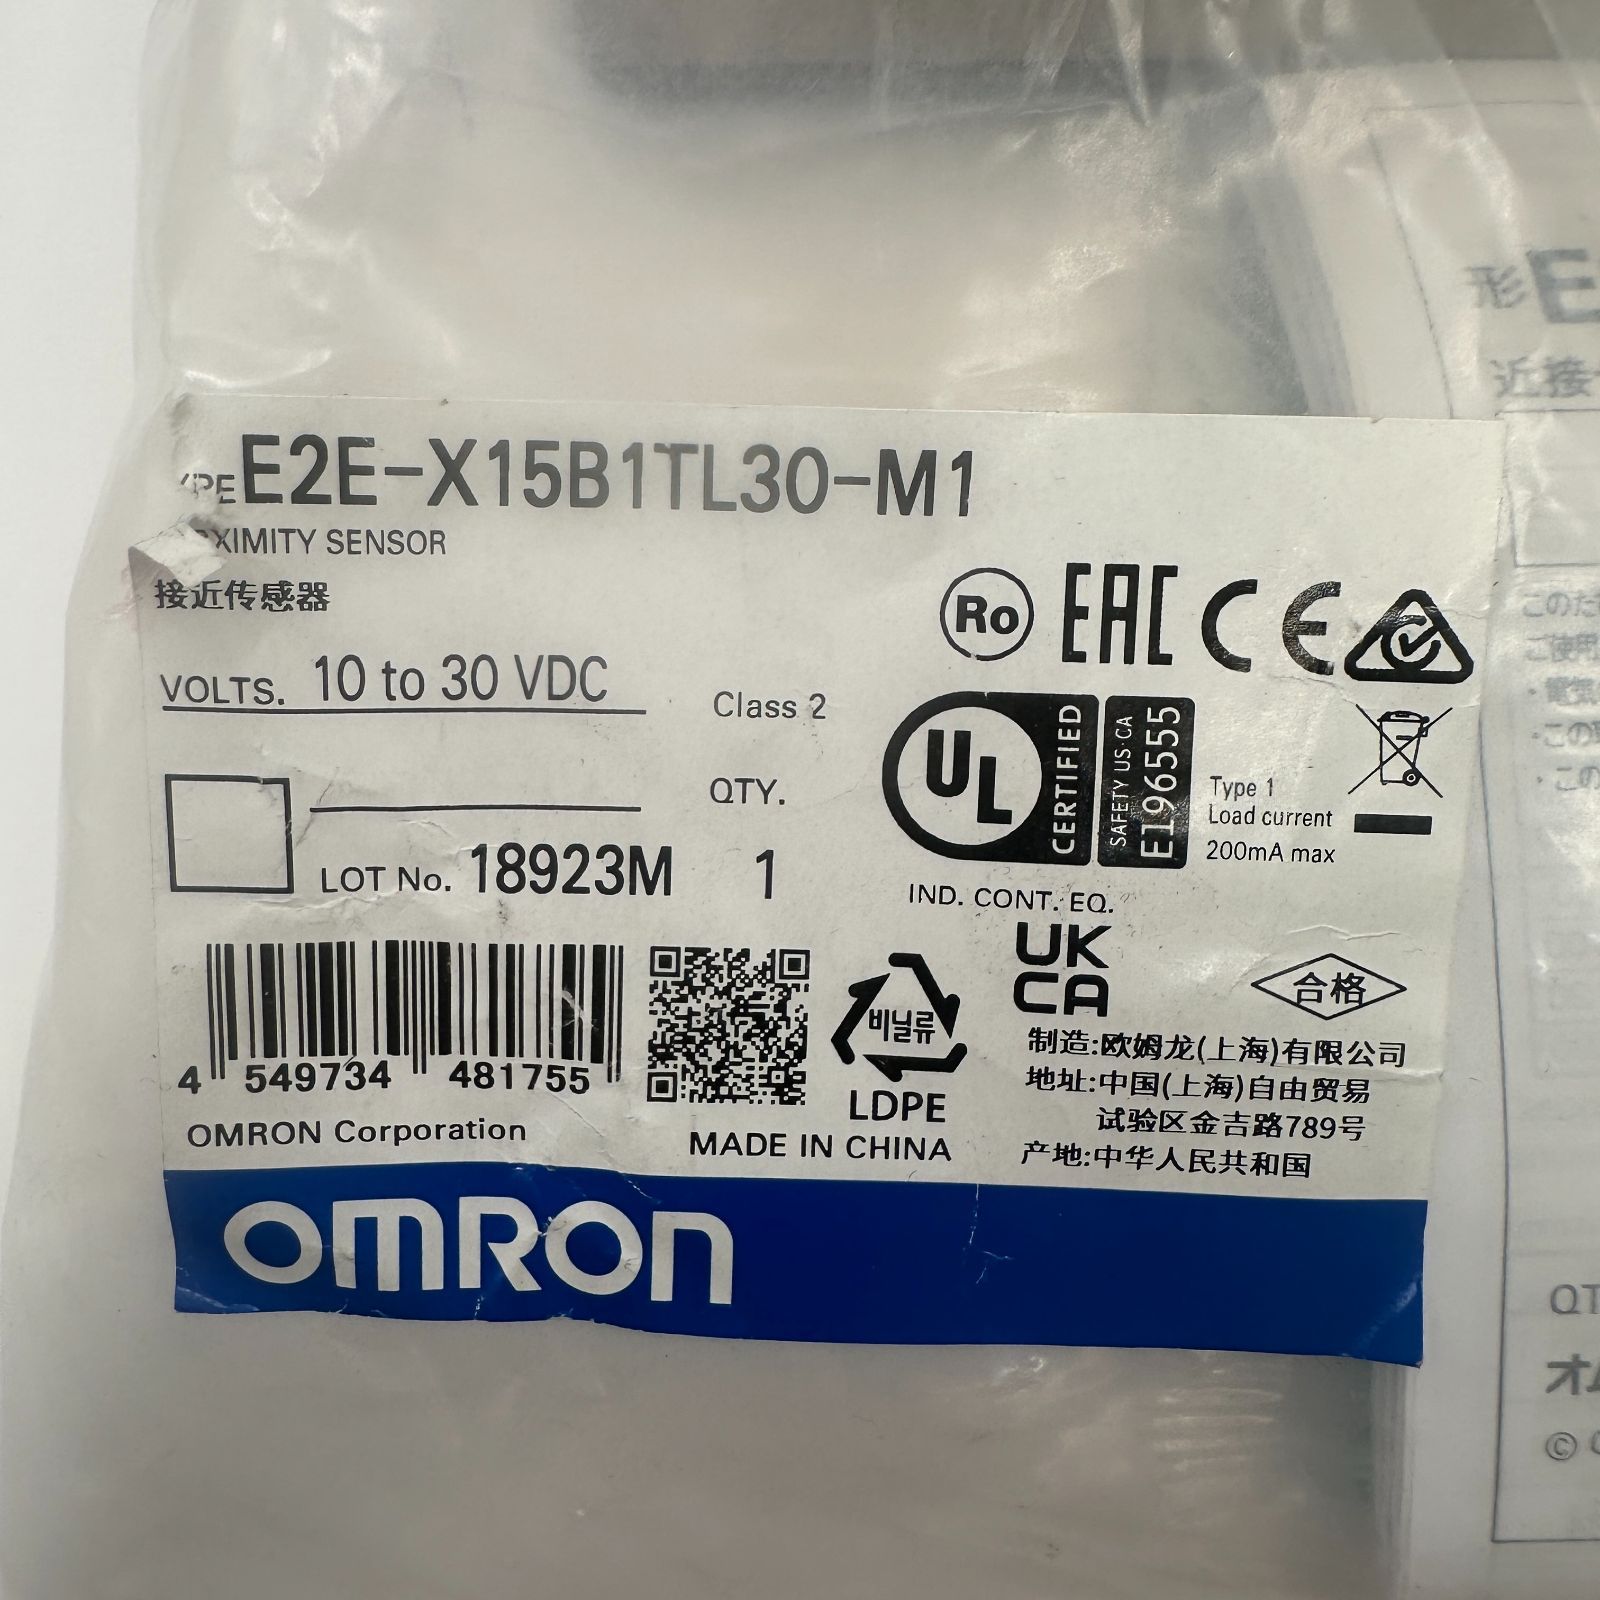 E2E-X15B1TL30-M1
SENSOR
接近传感器
VOLTS. 10 to 30 VDC
Class 2
QTY.
LOT No. 18923M 1
4 549734 481755
OMRON Corporation
MADE IN CHINA
비닐류
LDPE
Ro EAC CE
UL CERTIFIED
SAFETY US·CA
E196555
Type 1
Load current
200mA max
IND. CONT. EQ.
UK
CA
合格
制造:欧姆龙(上海)有限公司
地址:中国(上海)自由贸易
试验区金吉路789号
产地:中华人民共和国
OMRON
形E
近接
©